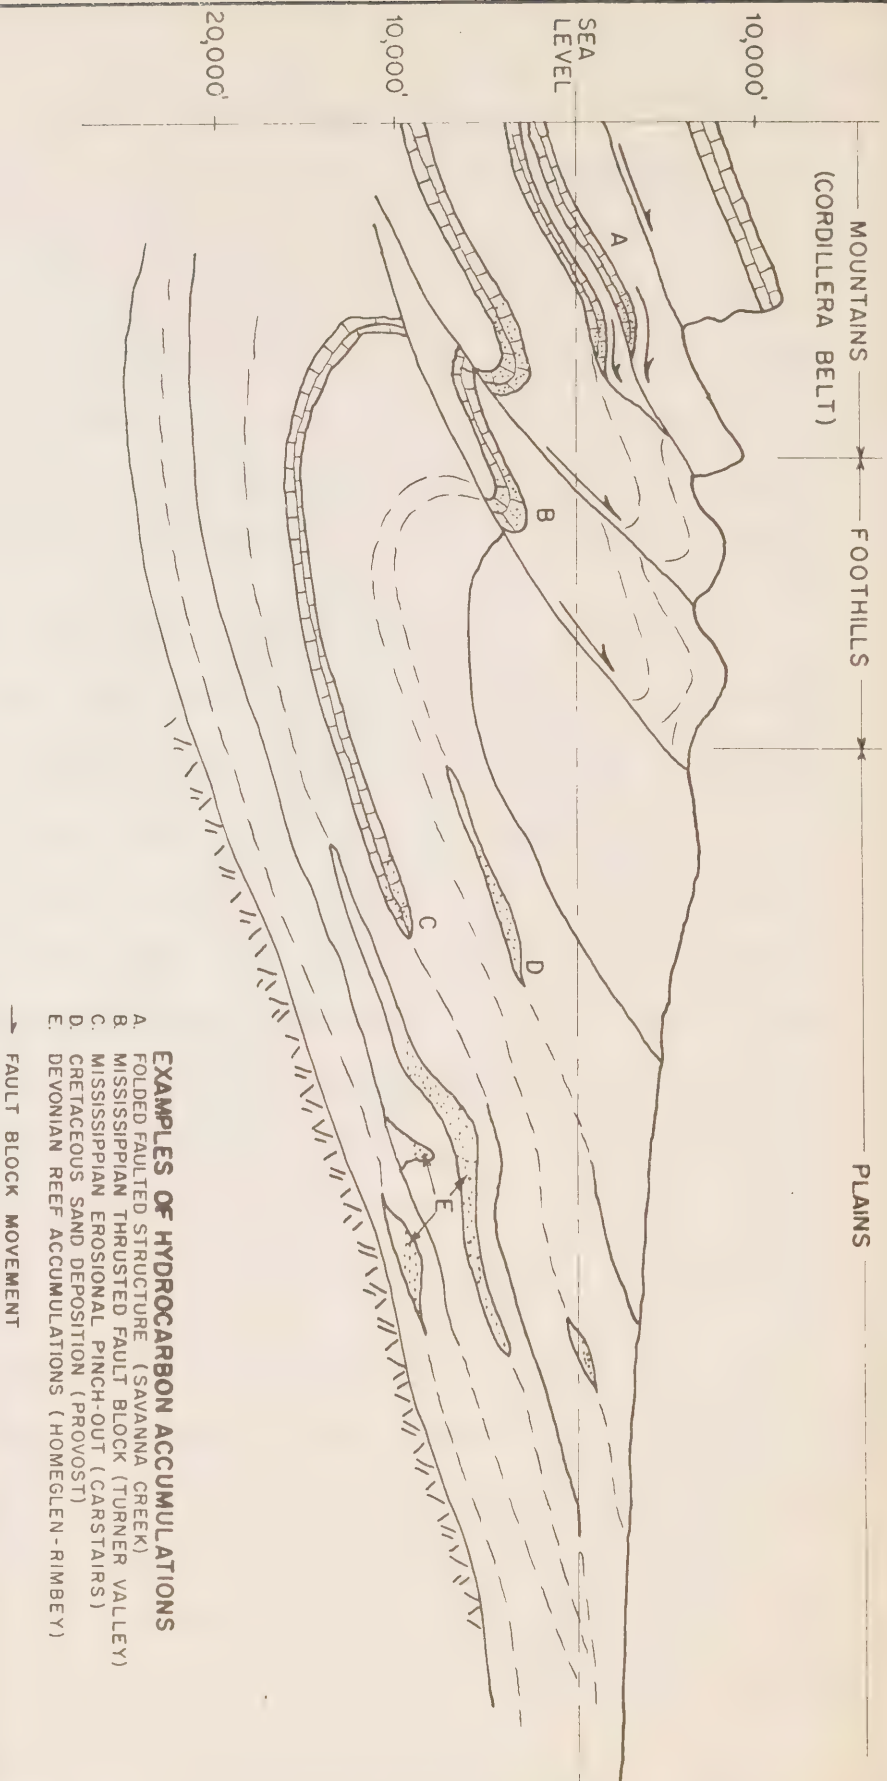 MOUNTAINS
(CORDILLERA BELT)
FOOTHILLS
PLAINS
10,000'
SEA
LEVEL
10,000'
20,000'
A
B
C
D
E
EXAMPLES OF HYDROCARBON ACCUMULATIONS
A. FOLDED FAULTED STRUCTURE (SAVANNA CREEK)
B. MISSISSIPPIAN THRUSTED FAULT BLOCK (TURNER VALLEY)
C. MISSISSIPPIAN EROSIONAL PINCH-OUT (CARSTAIRS)
D. CRETACEOUS SAND DEPOSITION (PROVOST)
E. DEVONIAN REEF ACCUMULATIONS (HOMEGLEN-RIMBEY)
→ FAULT BLOCK MOVEMENT